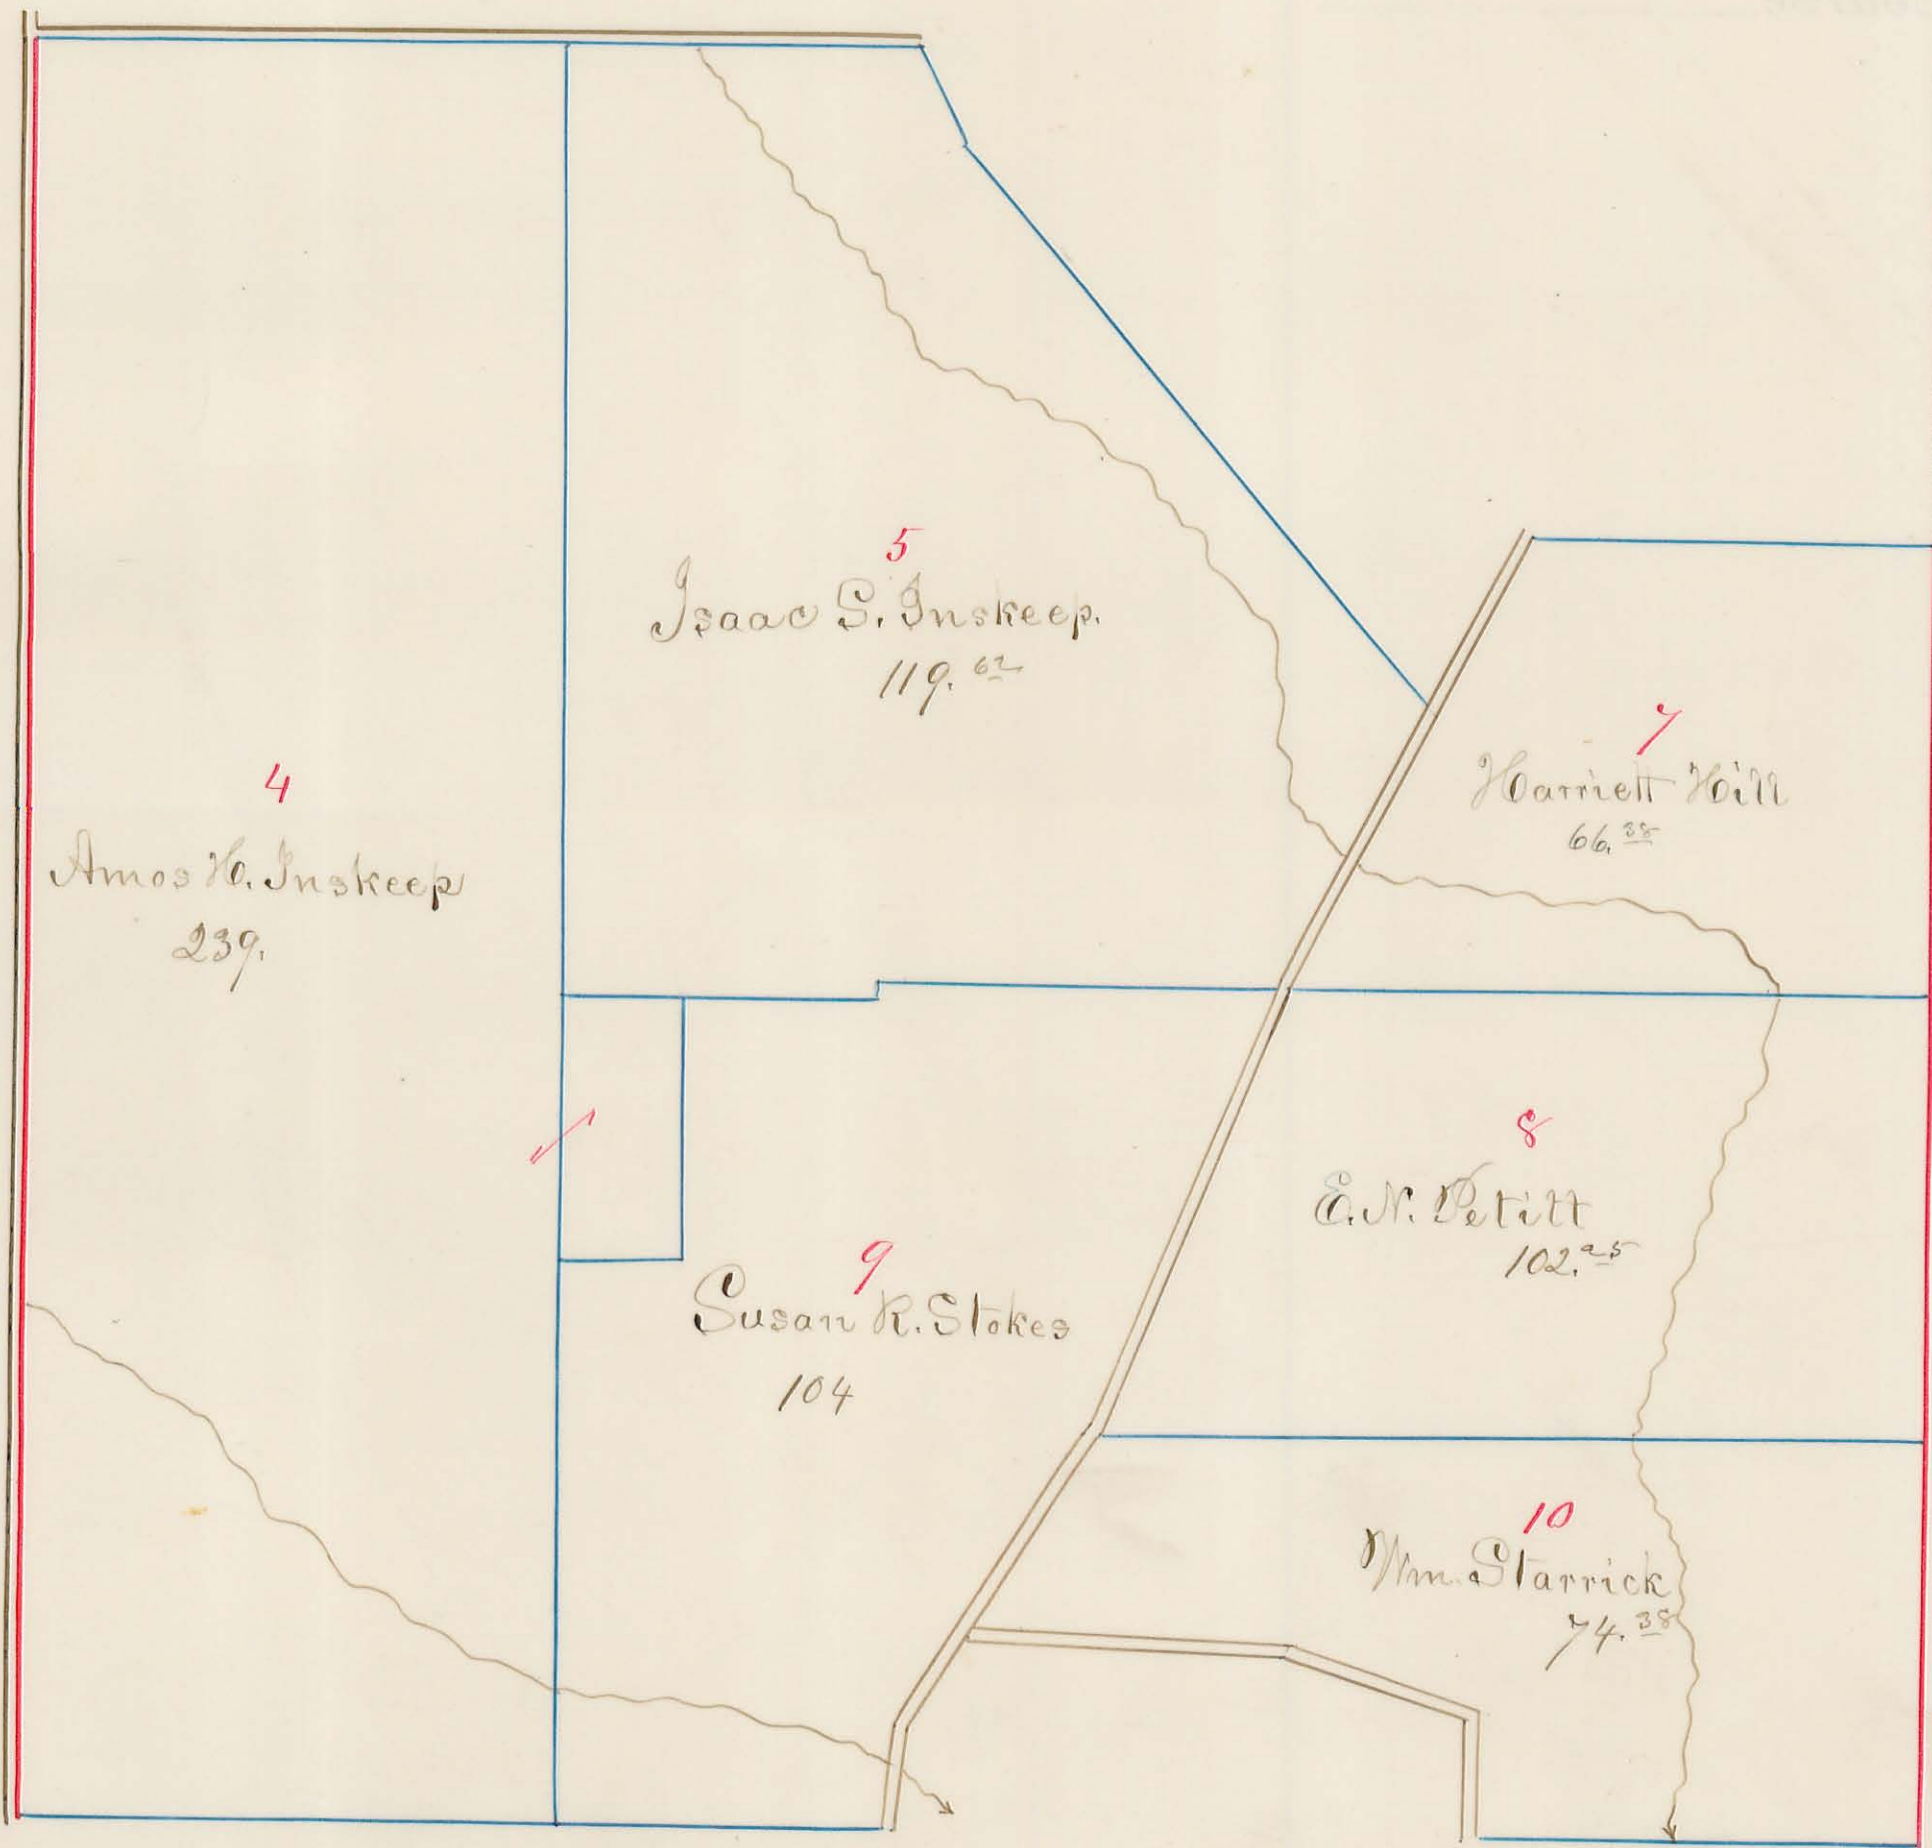 5
Isaac S. Inskeep.
119. 62
7
Harriett Hill
66. 38
4
Amos H. Inskeep
239.
8
E. N. Petitt
102. 25
9
Susan R. Stokes
104
10
Wm. Starrick
74. 38